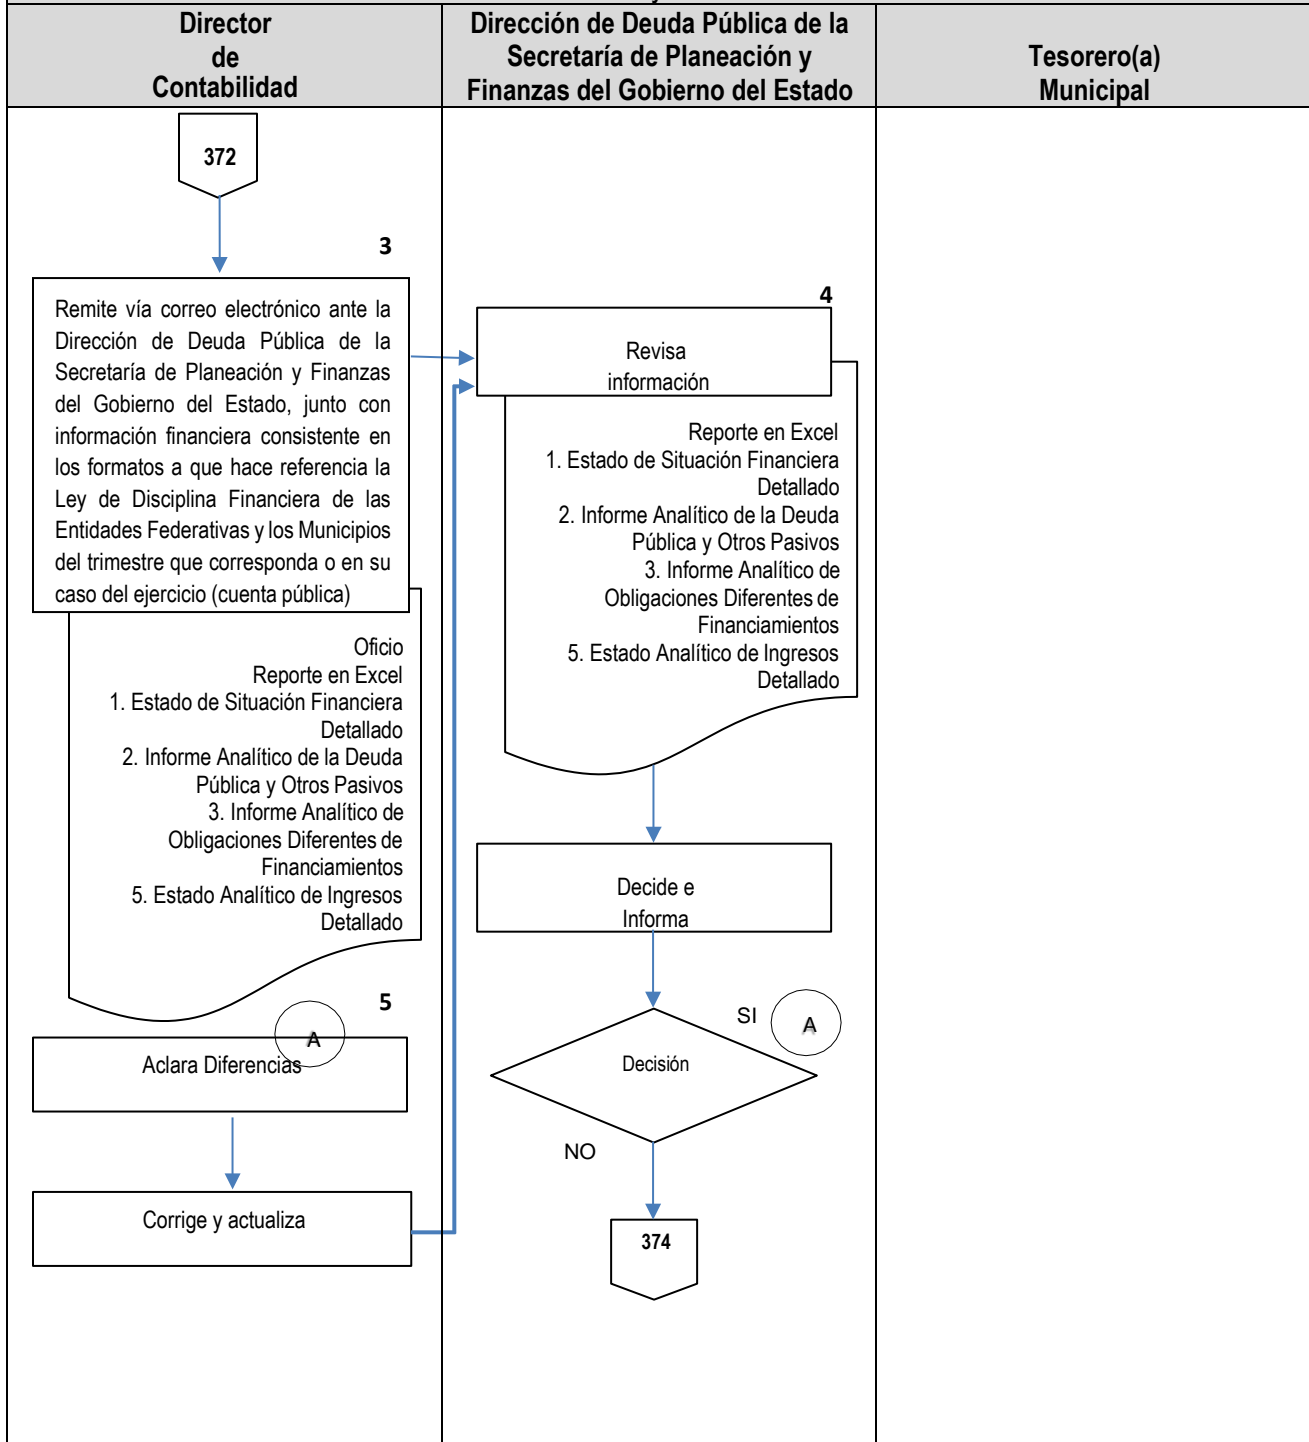 Director
de
Contabilidad
Dirección de Deuda Pública de la
Secretaría de Planeación y
Finanzas del Gobierno del Estado
Tesorero(a)
Municipal
372
3
Remite vía correo electrónico ante la
Dirección de Deuda Pública de la
Secretaría de Planeación y Finanzas
del Gobierno del Estado, junto con
información financiera consistente en
los formatos a que hace referencia la
Ley de Disciplina Financiera de las
Entidades Federativas y los Municipios
del trimestre que corresponda o en su
caso del ejercicio (cuenta pública)
Oficio
Reporte en Excel
1. Estado de Situación Financiera
Detallado
2. Informe Analítico de la Deuda
Pública y Otros Pasivos
3. Informe Analítico de
Obligaciones Diferentes de
Financiamientos
5. Estado Analítico de Ingresos
Detallado
4
Revisa
información
Reporte en Excel
1. Estado de Situación Financiera
Detallado
2. Informe Analítico de la Deuda
Pública y Otros Pasivos
3. Informe Analítico de
Obligaciones Diferentes de
Financiamientos
5. Estado Analítico de Ingresos
Detallado
Decide e
Informa
Decisión
SI
A
NO
374
5
A
Aclara Diferencias
Corrige y actualiza